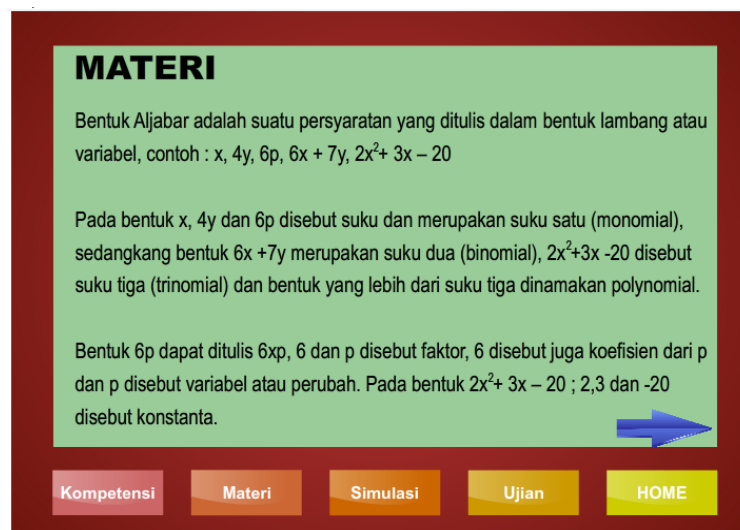 MATERI
Bentuk Aljabar adalah suatu persyaratan yang ditulis dalam bentuk lambang atau
variabel, contoh : x, 4y, 6p, 6x + 7y, 2x²+ 3x – 20
Pada bentuk x, 4y dan 6p disebut suku dan merupakan suku satu (monomial),
sedangkang bentuk 6x +7y merupakan suku dua (binomial), 2x²+3x -20 disebut
suku tiga (trinomial) dan bentuk yang lebih dari suku tiga dinamakan polynomial.
Bentuk 6p dapat ditulis 6xp, 6 dan p disebut faktor, 6 disebut juga koefisien dari p
dan p disebut variabel atau perubah. Pada bentuk 2x²+ 3x – 20 ; 2,3 dan -20
disebut konstanta.
Kompetensi
Materi
Simulasi
Ujian
HOME